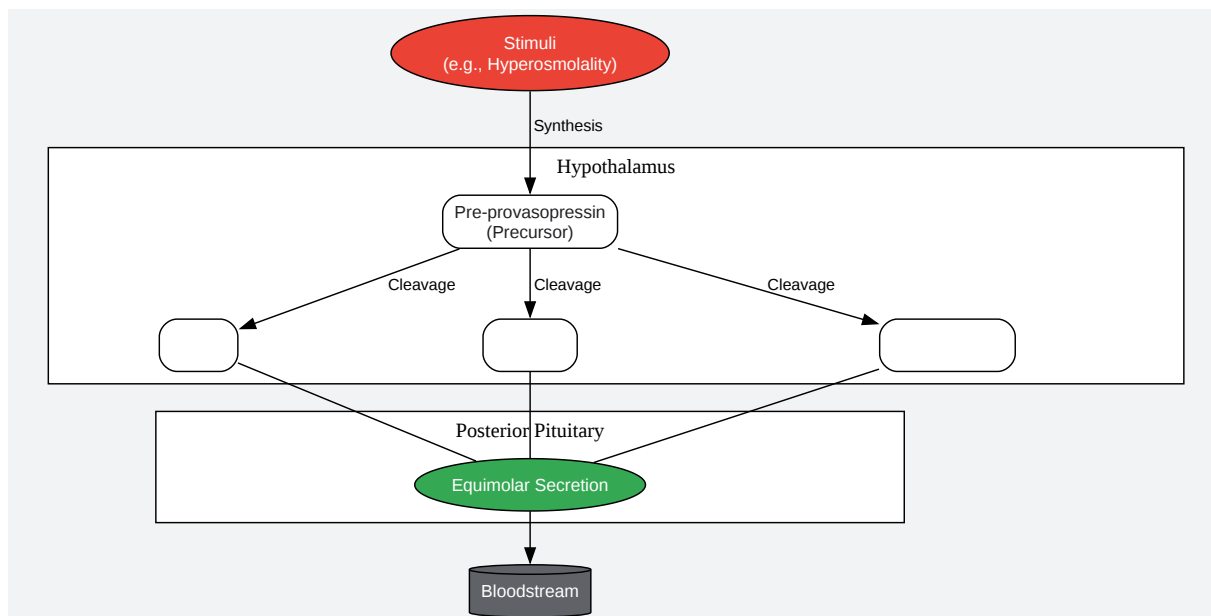 Stimuli
(e.g., Hyperosmolality)
Synthesis
Hypothalamus
Pre-provasopressin
(Precursor)
Cleavage
Cleavage
Cleavage
Posterior Pituitary
Equimolar Secretion
Bloodstream